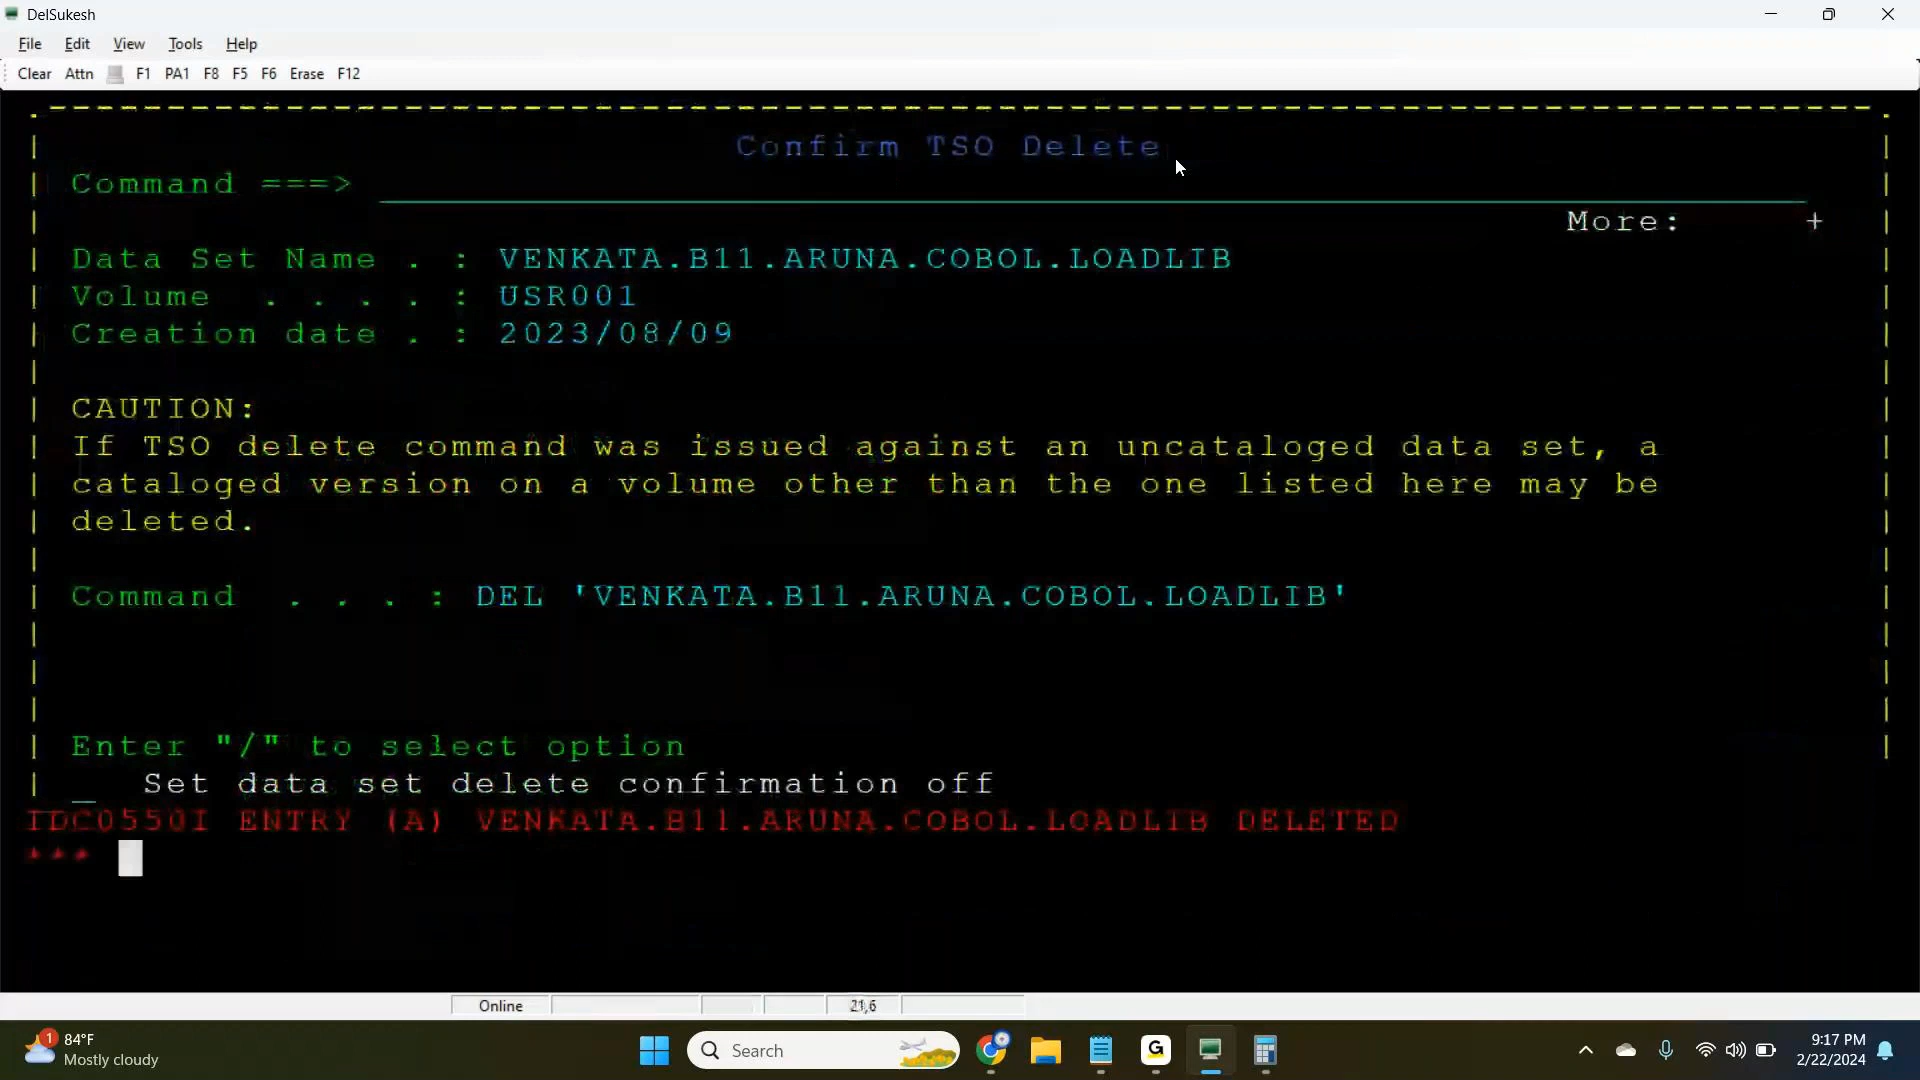 DelSukesh
File Edit View Tools Help
Clear Attn F1 PA1 F8 F5 F6 Erase F12
Confirm TSO Delete
Command ===>
More: +
Data Set Name . : VENKATA.B11.ARUNA.COBOL.LOADLIB
Volume . . . . : USR001
Creation date . : 2023/08/09
CAUTION:
If TSO delete command was issued against an uncataloged data set, a
cataloged version on a volume other than the one listed here may be
deleted.
Command . . . : DEL 'VENKATA.B11.ARUNA.COBOL.LOADLIB'
Enter "/" to select option
_ Set data set delete confirmation off
IDC0550I ENTRY (A) VENKATA.B11.ARUNA.COBOL.LOADLIB DELETED
***
Online
1 84°F
Mostly cloudy
Search
G
9:17 PM
2/22/2024